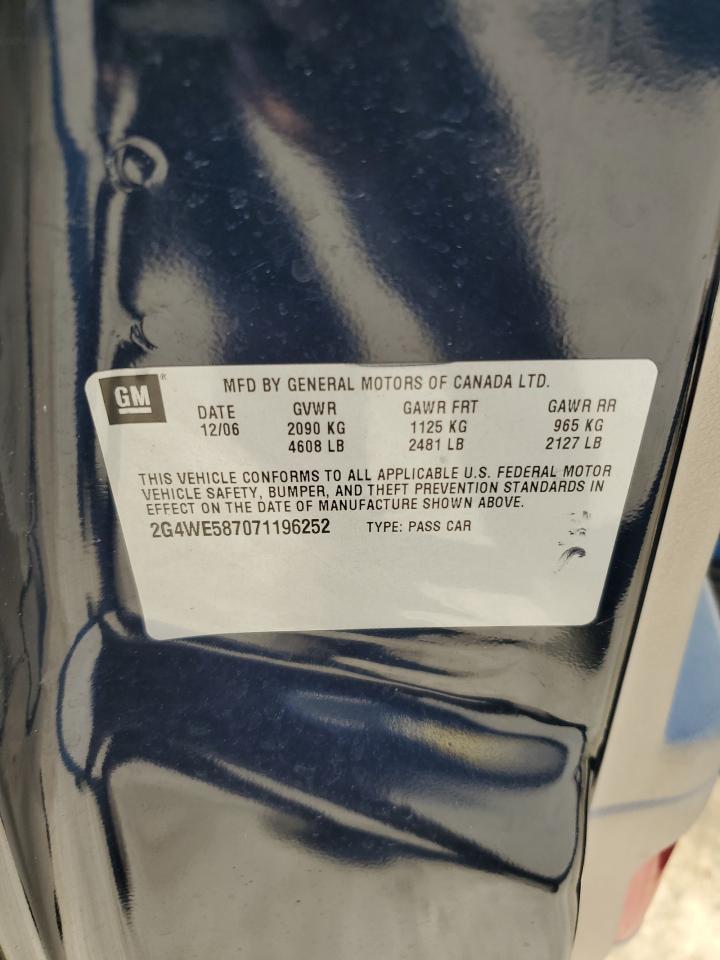 GM ®
MFD BY GENERAL MOTORS OF CANADA LTD.
DATE GVWR GAWR FRT GAWR RR
12/06 2090 KG 1125 KG 965 KG
4608 LB 2481 LB 2127 LB
THIS VEHICLE CONFORMS TO ALL APPLICABLE U.S. FEDERAL MOTOR
VEHICLE SAFETY, BUMPER, AND THEFT PREVENTION STANDARDS IN
EFFECT ON THE DATE OF MANUFACTURE SHOWN ABOVE.
2G4WE587071196252 TYPE: PASS CAR